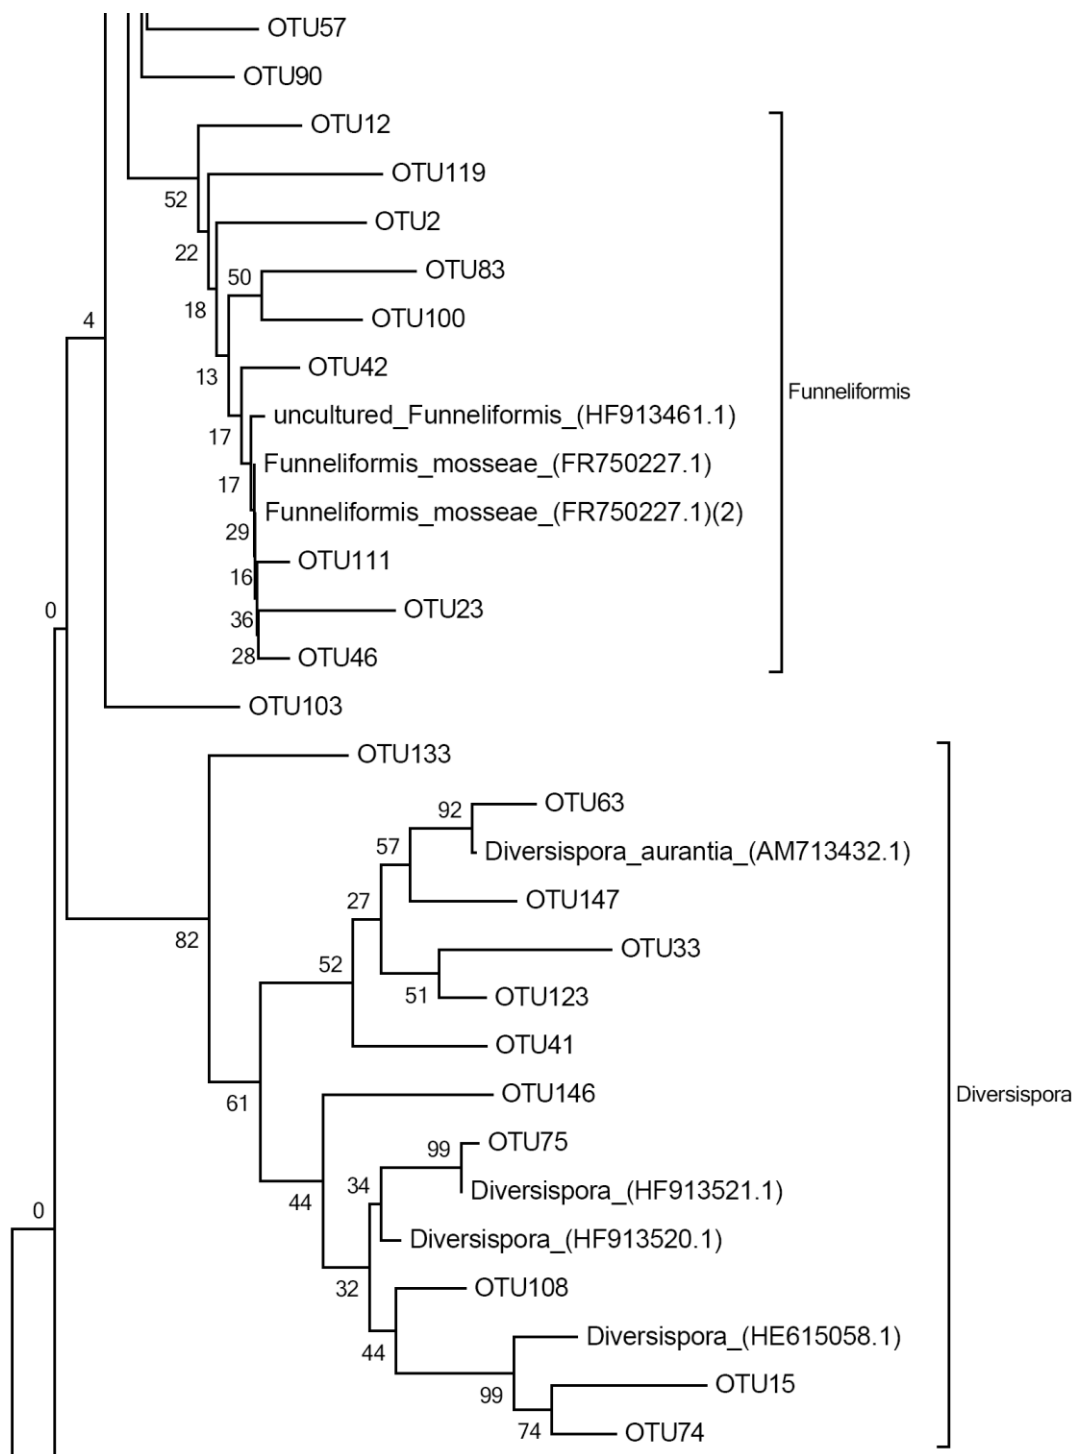 OTU57
OTU90
OTU12
OTU119
52
OTU2
22
OTU83
50
18
OTU100
4
OTU42
13
Funneliformis
uncultured_Funneliformis_(HF913461.1)
17
Funneliformis_mosseae_(FR750227.1)
17
Funneliformis_mosseae_(FR750227.1)(2)
29
OTU111
16
OTU23
0
36
OTU46
28
OTU103
OTU133
OTU63
92
57
Diversispora_aurantia_(AM713432.1)
OTU147
27
82
OTU33
52
51
OTU123
OTU41
61
OTU146
Diversispora
OTU75
99
34
Diversispora_(HF913521.1)
44
0
Diversispora_(HF913520.1)
32
OTU108
Diversispora_(HE615058.1)
44
OTU15
99
74
OTU74